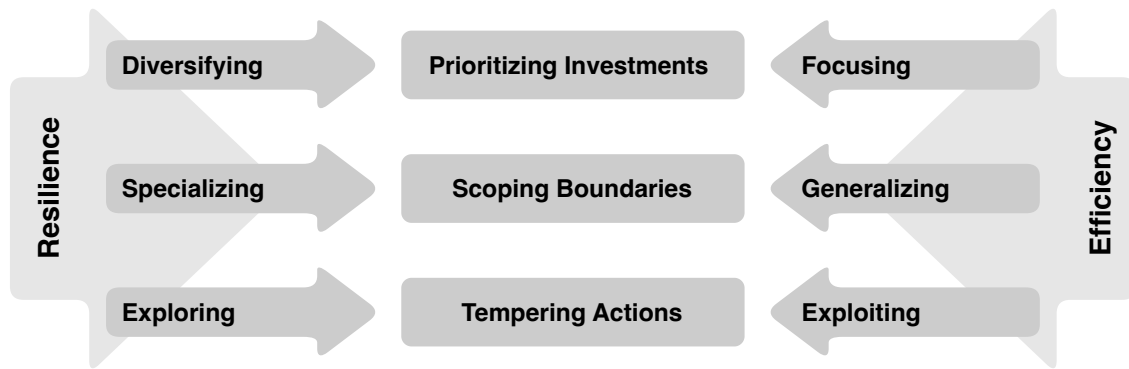 Resilience
Diversifying
Prioritizing Investments
Focusing
Specializing
Scoping Boundaries
Generalizing
Exploring
Tempering Actions
Exploiting
Efficiency